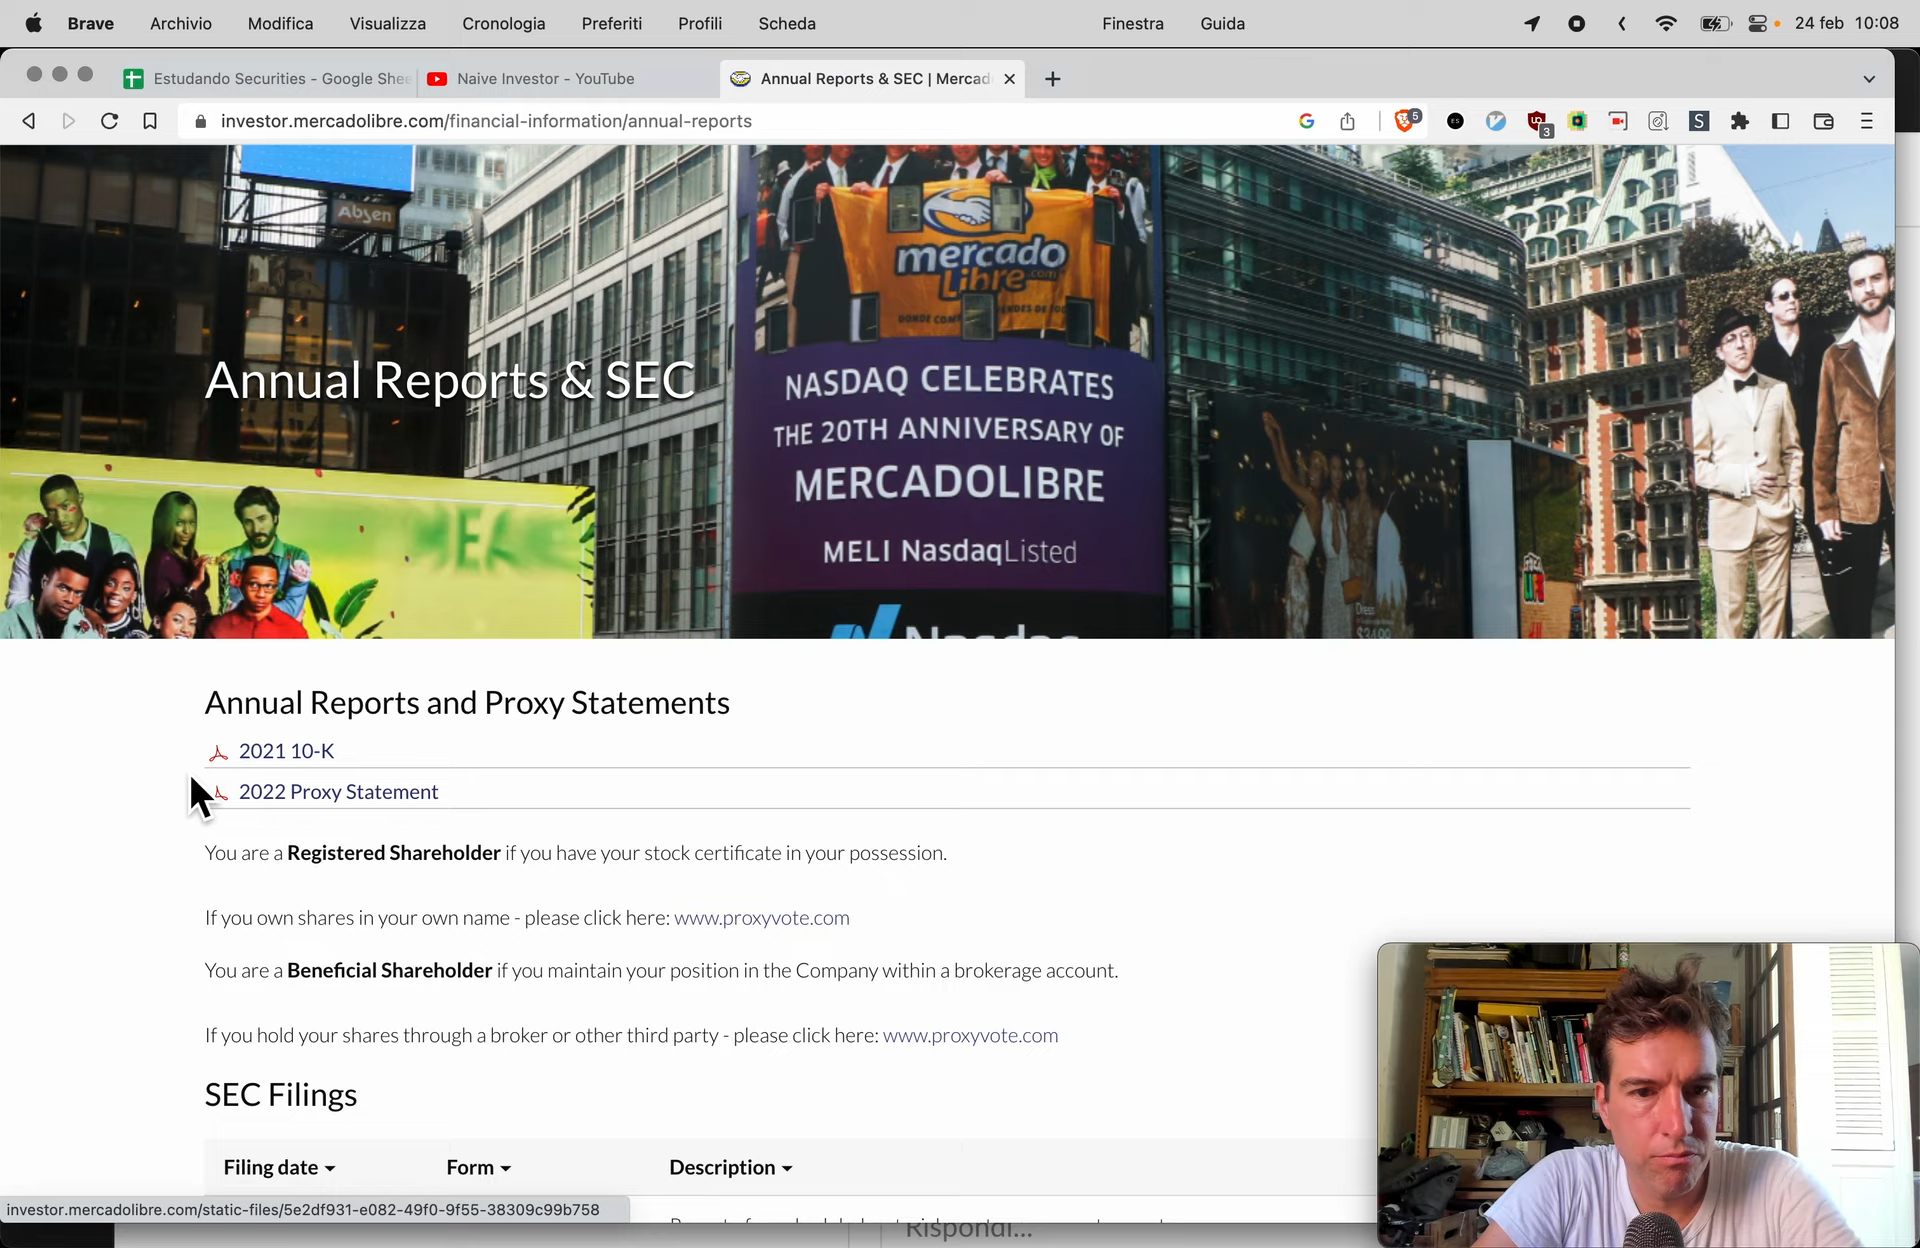 Brave Archivio Modifica Visualizza Cronologia Preferiti Profili Scheda Finestra Guida 24 feb 10:08
Estudando Securities - Google Shee
Naive Investor - YouTube
Annual Reports & SEC | Mercad
investor.mercadolibre.com/financial-information/annual-reports
5
3
Absen
mercado
libre.com
NASDAQ CELEBRATES
THE 20TH ANNIVERSARY OF
MERCADOLIBRE
MELI NasdaqListed
Nasdaq
Annual Reports & SEC
Annual Reports and Proxy Statements
2021 10-K
2022 Proxy Statement
You are a Registered Shareholder if you have your stock certificate in your possession.
If you own shares in your own name - please click here: www.proxyvote.com
You are a Beneficial Shareholder if you maintain your position in the Company within a brokerage account.
If you hold your shares through a broker or other third party - please click here: www.proxyvote.com
SEC Filings
Filing date Form Description
investor.mercadolibre.com/static-files/5e2df931-e082-49f0-9f55-38309c99b758
Rispondi...